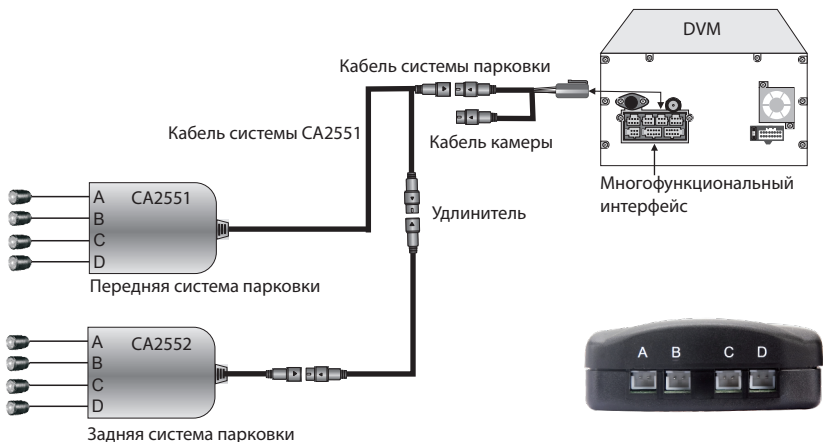 DVM
Кабель системы парковки
Кабель системы CA2551
Кабель камеры
Многофункциональный
интерфейс
Удлинитель
A CA2551
B
C
D
Передняя система парковки
A CA2552
B
C
D
Задняя система парковки
A B C D